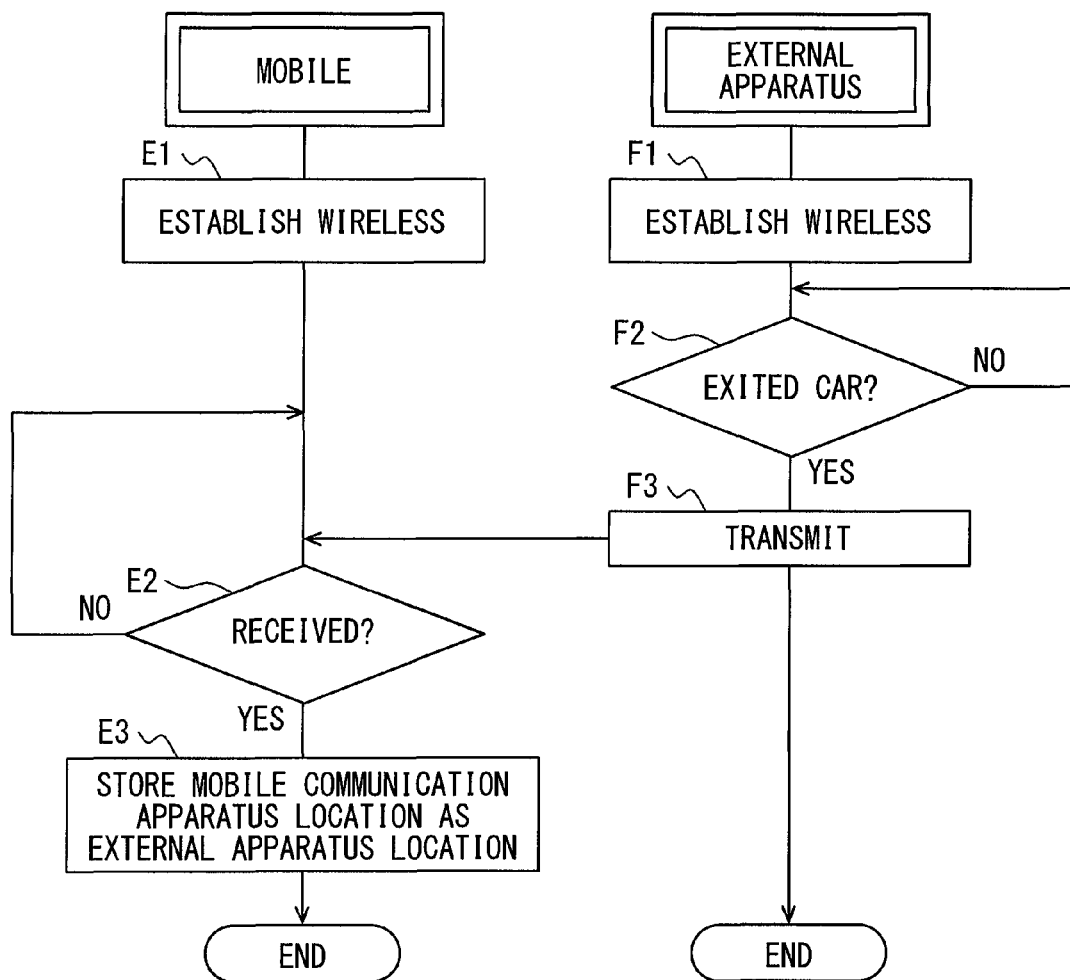 MOBILE
EXTERNAL
APPARATUS
E1
F1
ESTABLISH WIRELESS
ESTABLISH WIRELESS
F2
NO
EXITED CAR?
YES
F3
TRANSMIT
E2
NO
RECEIVED?
YES
E3
STORE MOBILE COMMUNICATION
APPARATUS LOCATION AS
EXTERNAL APPARATUS LOCATION
END
END